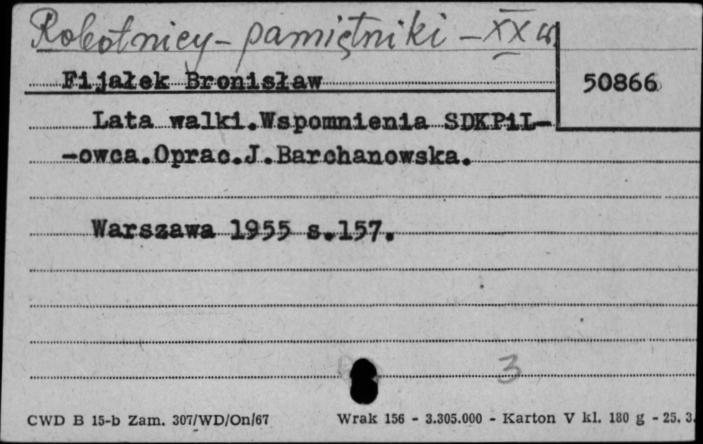 Robotnicy - pamiętniki - XX w
Fijałek Bronisław
50866
Lata walki.Wspomnienia SDKPiL-
-owca.Oprac.J.Barchanowska.
Warszawa 1955 s.157.
3
CWD B 15-b Zam. 307/WD/On/67 Wrak 156 - 3.305.000 - Karton V kl. 180 g - 25. 3.